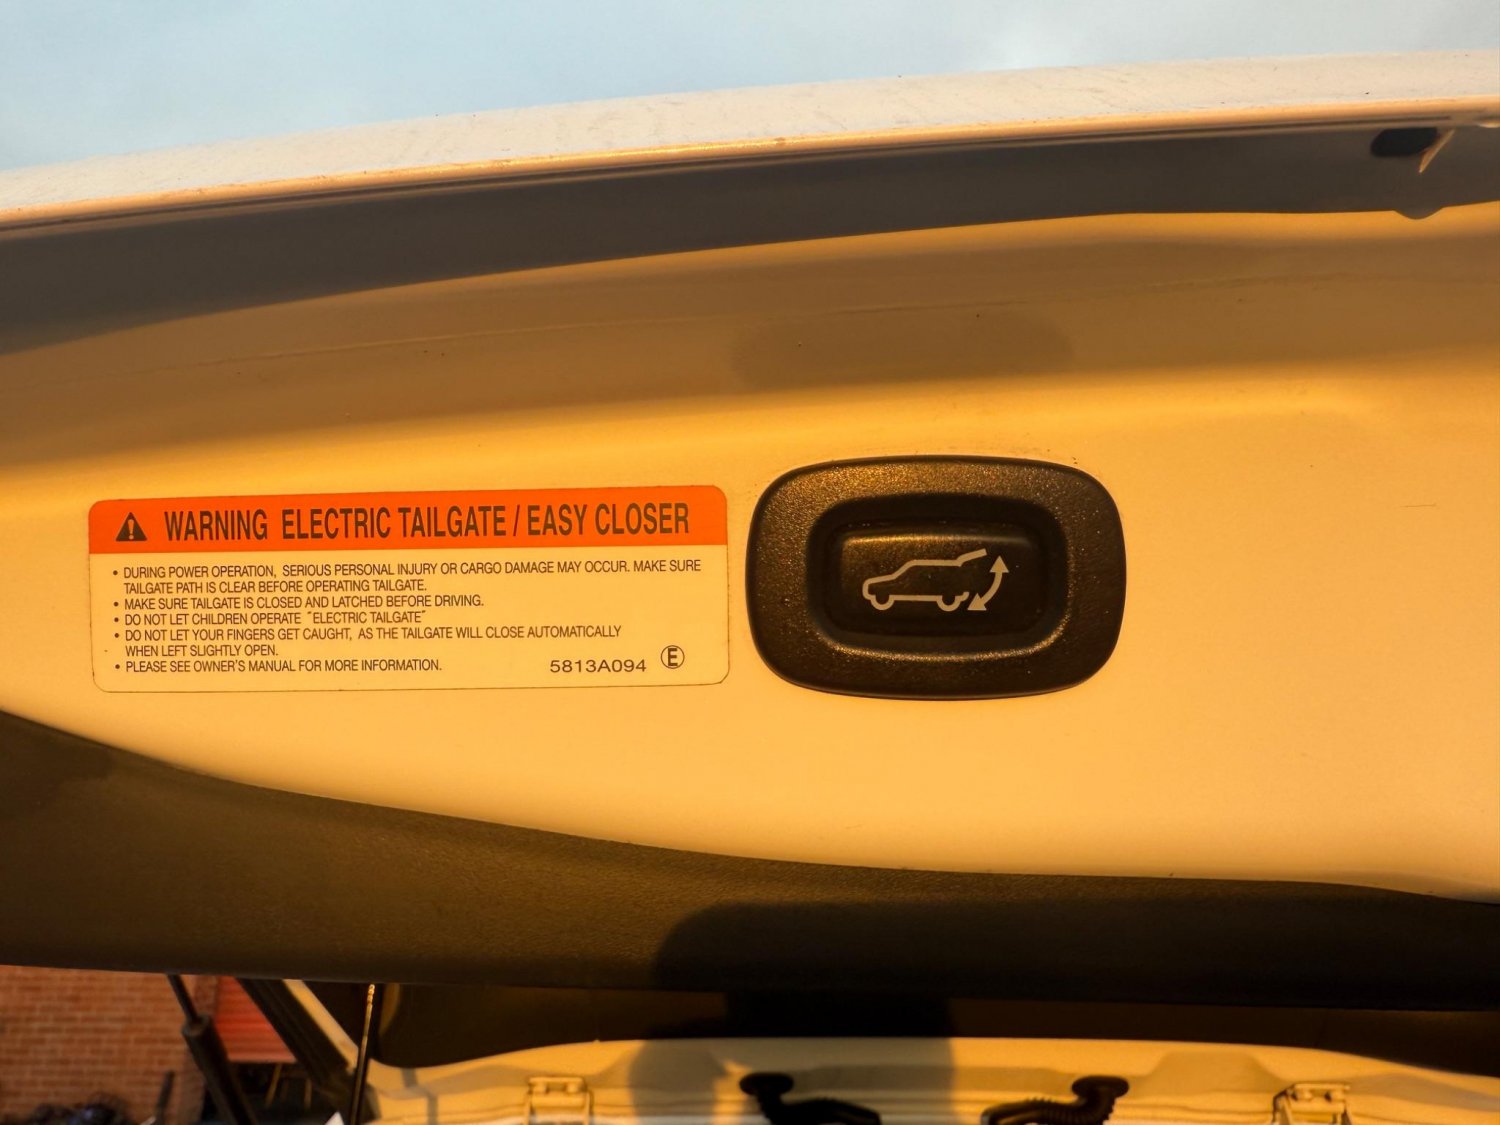 WARNING ELECTRIC TAILGATE / EASY CLOSER
• DURING POWER OPERATION, SERIOUS PERSONAL INJURY OR CARGO DAMAGE MAY OCCUR. MAKE SURE
TAILGATE PATH IS CLEAR BEFORE OPERATING TAILGATE.
• MAKE SURE TAILGATE IS CLOSED AND LATCHED BEFORE DRIVING.
• DO NOT LET CHILDREN OPERATE "ELECTRIC TAILGATE"
• DO NOT LET YOUR FINGERS GET CAUGHT, AS THE TAILGATE WILL CLOSE AUTOMATICALLY
WHEN LEFT SLIGHTLY OPEN.
• PLEASE SEE OWNER'S MANUAL FOR MORE INFORMATION.
5813A094 Ⓔ